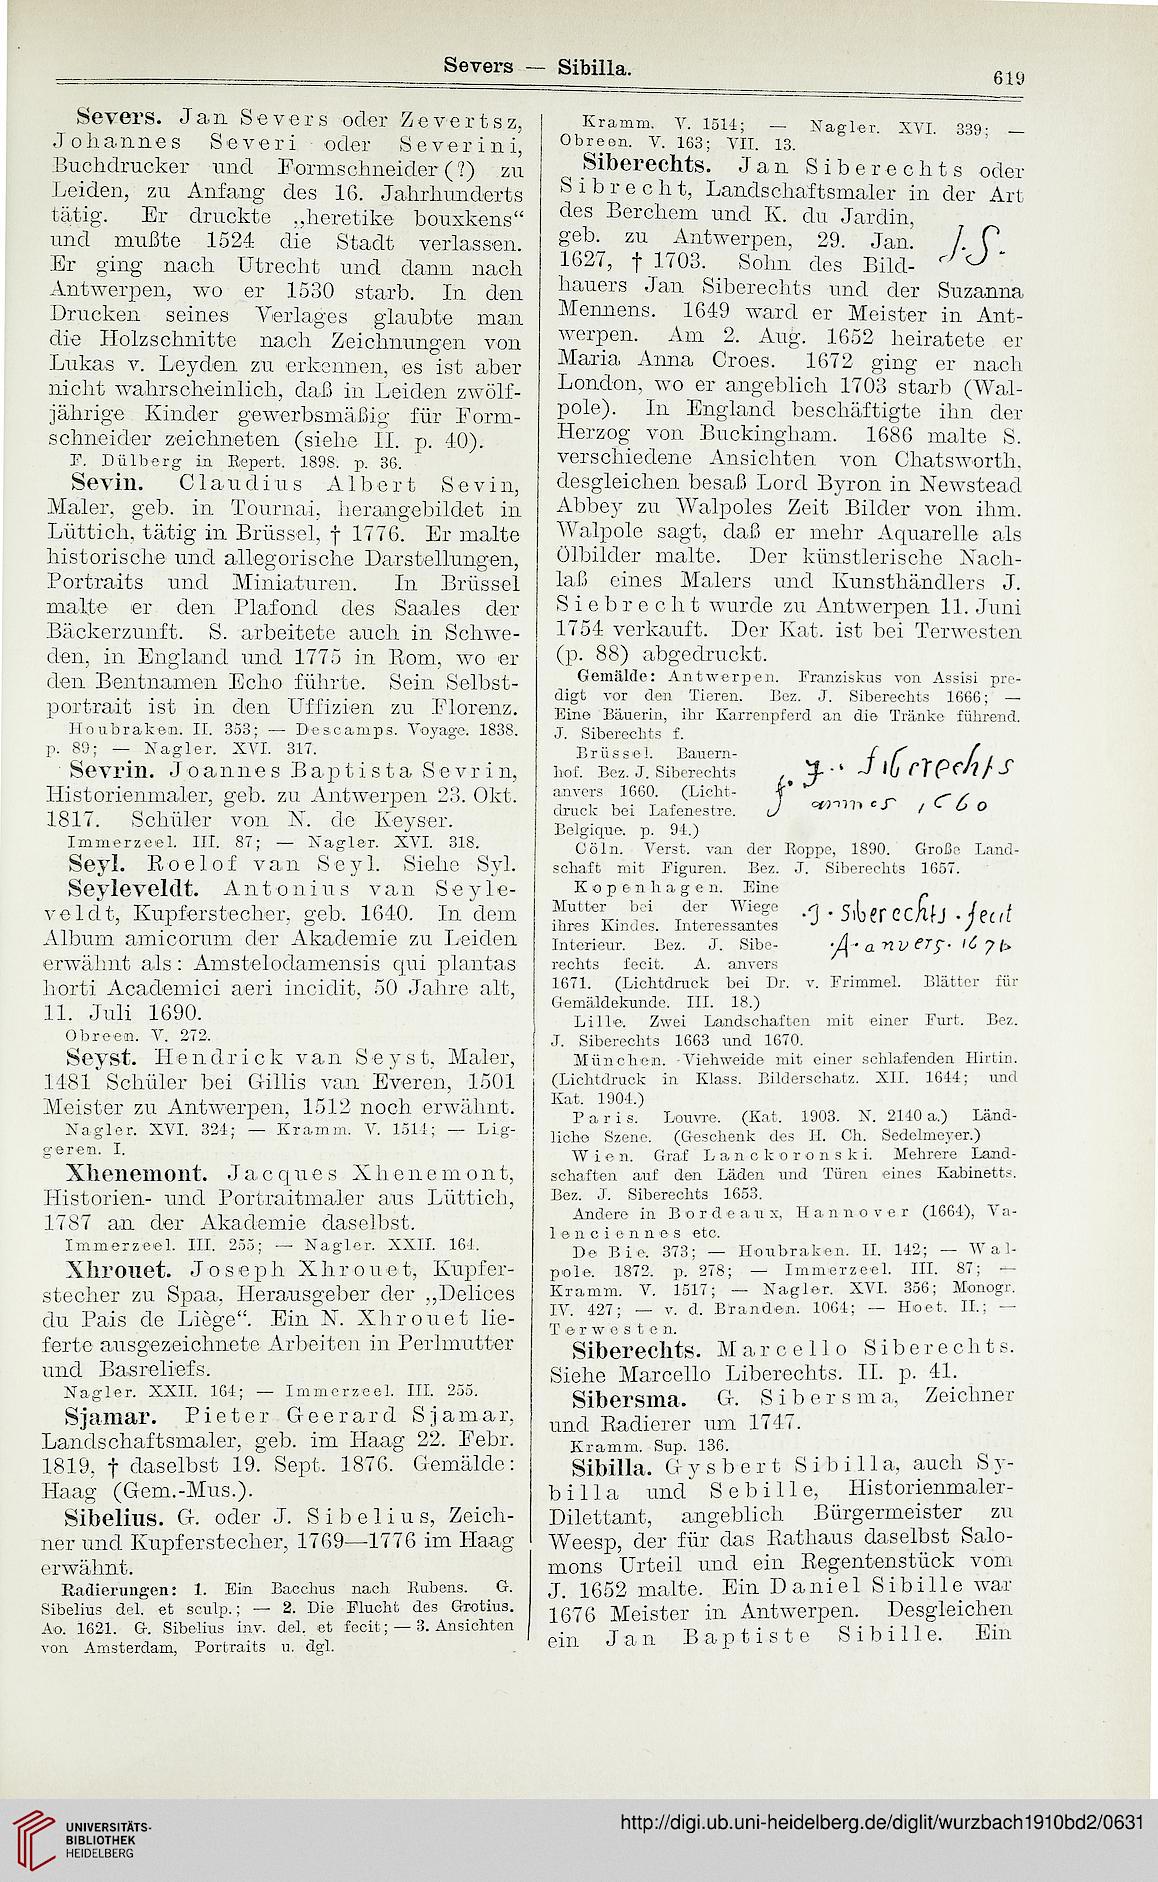 Severs — Sibilla.
619
Severs. Jan Severs oder Zevertsz,
Johannes Severi oder Severini,
Buchdrucker und Formschneider (?) zu
Leiden, zu Anfang des 16. Jahrhunderts
tätig. Er druckte „heretike bouxkens“
und mußte 1524 die Stadt verlassen.
Er ging nach Utrecht und dann nach
Antwerpen, wo er 1530 starb. In den
Drucken seines Verlages glaubte man
die Holzschnitte nach Zeichnungen von
Lukas v. Leyden zu erkennen, es ist aber
nicht wahrscheinlich, daß in Leiden zwölf-
jährige Kinder gewerbsmäßig für Form-
schneider zeichneten (siehe II. p. 40).
F. Dülberg in Repert. 1898. p. 36.
Sevin. Claudius Albert Sevin,
Maler, geb. in Tournai, herangebildet in
Lüttich, tätig in Brüssel, † 1776. Er malte
historische und allegorische Darstellungen,
Portraits und Miniaturen. In Brüssel
malte er den Plafond des Saales der
Bäckerzunft. S. arbeitete auch in Schwe-
den, in England und 1775 in Rom, wo er
den Bentnamen Echo führte. Sein Selbst-
portrait ist in den Uffizien zu Florenz.
Houbraken. II. 353; — Descamps. Voyage. 1838.
p. 89; — Nagler. XVI. 317.
Sevrin. Joannes Baptista Sevrin,
Historienmaler, geb. zu Antwerpen 23. Okt.
1817. Schüler von N. de Keyser.
Immerzeel. III. 87; — Nagler. XVI. 318.
Seyl. Roelof van Seyl. Siehe Syl.
Seyleveldt. Antonius van Seyle-
veldt, Kupferstecher, geb. 1640. In dem
Album amicorum der Akademie zu Leiden
erwähnt als: Amstelodamensis qui plantas
horti Academici aeri incidit, 50 Jahre alt,
11. Juli 1690.
Obreen. V. 272.
Seyst. Hendrick van Seyst, Maler,
1481 Schüler bei Gillis van Everen, 1501
Meister zu Antwerpen, 1512 noch erwähnt.
Nagler. XVI. 324; — Kramm. V. 1514; — Lig-
geren. I.
Xhenemont. Jacques Xhenemont,
Historien- und Portraitmaler aus Lüttich,
1787 an der Akademie daselbst.
Immerzeel. III. 255; — Nagler. XXII. 164.
Xhrouet. Joseph Xhrouet, Kupfer-
stecher zu Spaa, Herausgeber der „Delices
du Pais de Liège“. Ein N. Xhrouet lie-
ferte ausgezeichnete Arbeiten in Perlmutter
und Basreliefs.
Nagler. XXII. 164; — Immerzeel. III. 255.
Sjamar. Pieter Geerard Sjamar,
Landschaftsmaler, geb. im Haag 22. Febr.
1819, † daselbst 19. Sept. 1876. Gemälde:
Haag (Gem.-Mus.).
Sibelius. G. oder J. Sibelius, Zeich-
ner und Kupferstecher, 1769—1776 im Haag
erwähnt.
Radierungen: 1. Ein Bacchus nach Rubens. G.
Sibelius del. et sculp.; — 2. Die Flucht des Grotius.
Ao. 1621. G. Sibelius inv. del. et fecit; — 3. Ansichten
von Amsterdam, Portraits u. dgl.
Kramm. V. 1514; — Nagler. XVI. 339; —
Obreen. V. 163; VII. 13.
Siberechts. Jan Siberechts oder
Sibrecht, Landschaftsmaler in der Art
des Berchem und K. du Jardin,
geb. zu Antwerpen, 29. Jan.
1627, † 1703. Sohn des Bild-
J.S.
hauers Jan Siberechts und der Suzanna
Mennens. 1649 ward er Meister in Ant-
werpen. Am 2. Aug. 1652 heiratete er
Maria Anna Croes. 1672 ging er nach
London, wo er angeblich 1703 starb (Wal-
pole). In England beschäftigte ihn der
Herzog von Buckingham. 1686 malte S.
verschiedene Ansichten von Chatsworth,
desgleichen besaß Lord Byron in Newstead
Abbey zu Walpoles Zeit Bilder von ihm.
Walpole sagt, daß er mehr Aquarelle als
Ölbilder malte. Der künstlerische Nach-
laß eines Malers und Kunsthändlers J.
Siebrecht wurde zu Antwerpen 11. Juni
1754 verkauft. Der Kat. ist bei Terwesten
(p. 88) abgedruckt.
Gemälde: Antwerpen. Franziskus von Assisi pre-
digt vor den Tieren. Bez. J. Siberechts 1666; —
Eine Bäuerin, ihr Karrenpferd an die Tränke führend.
J. Siberechts f.
Brüssel. Bauern-
hof. Bez. J. Siberechts
anvers 1660. (Licht-
druck bei Lafenestre.
Belgique. p. 94.)
Cöln. Verst. van der Roppe, 1890. Große Land-
schaft mit Figuren. Bez. J. Siberechts 1657.
Kopenhagen. Eine
Mutter bei der Wiege
ihres Kindes. Interessantes
Interieur. Bez. J. Sibe-
rechts fecit. A. anvers
J. Siberechts. fecit
1671. (Lichtdruck bei Dr. v. Frimmel. Blätter für
Gemäldekunde. III. 18.)
Lille. Zwei Landschaften mit einer Furt. Bez.
J. Siberechts 1663 und 1670.
München. Viehweide mit einer schlafenden Hirtin.
(Lichtdruck in Klass. Bilderschatz. XII. 1644; und
Kat. 1904.)
Paris. Louvre. (Kat. 1903. N. 2140 a.) Länd-
liche Szene. (Geschenk des H. Ch. Sedelmeyer.)
Wien. Graf Lanckoronski. Mehrere Land-
schaften auf den Läden und Türen eines Kabinetts.
Bez. J. Siberechts 1653.
Andere in Bordeaux, Hannover (1664), Va-
lenciennes etc.
De Bie. 373; — Houbraken. II. 142; — Wal-
pole. 1872. p. 278; — Immerzeel. III. 87; —
Kramm. V. 1517; — Nagler. XVI. 356; Monogr.
IV. 427; — v. d. Branden. 1064; — Hoet. II.; —
Terwesten.
Siberechts. Marcello Siberechts.
Siehe Marcello Liberechts. II. p. 41.
Sibersma. G. Sibersma, Zeichner
und Radierer um 1747.
Kramm. Sup. 136.
Sibilla. Gysbert Sibilla, auch Sy-
billa und Sebille, Historienmaler-
Dilettant, angeblich Bürgermeister zu
Weesp, der für das Rathaus daselbst Salo-
mons Urteil und ein Regentenstück vom
J. 1652 malte. Ein Daniel Sibille war
1676 Meister in Antwerpen. Desgleichen
ein Jan Baptiste Sibille. Ein
UNIVERSITÄTS-
BIBLIOTHEK
HEIDELBERG
http://digi.ub.uni-heidelberg.de/diglit/wurzbach1910bd2/0631